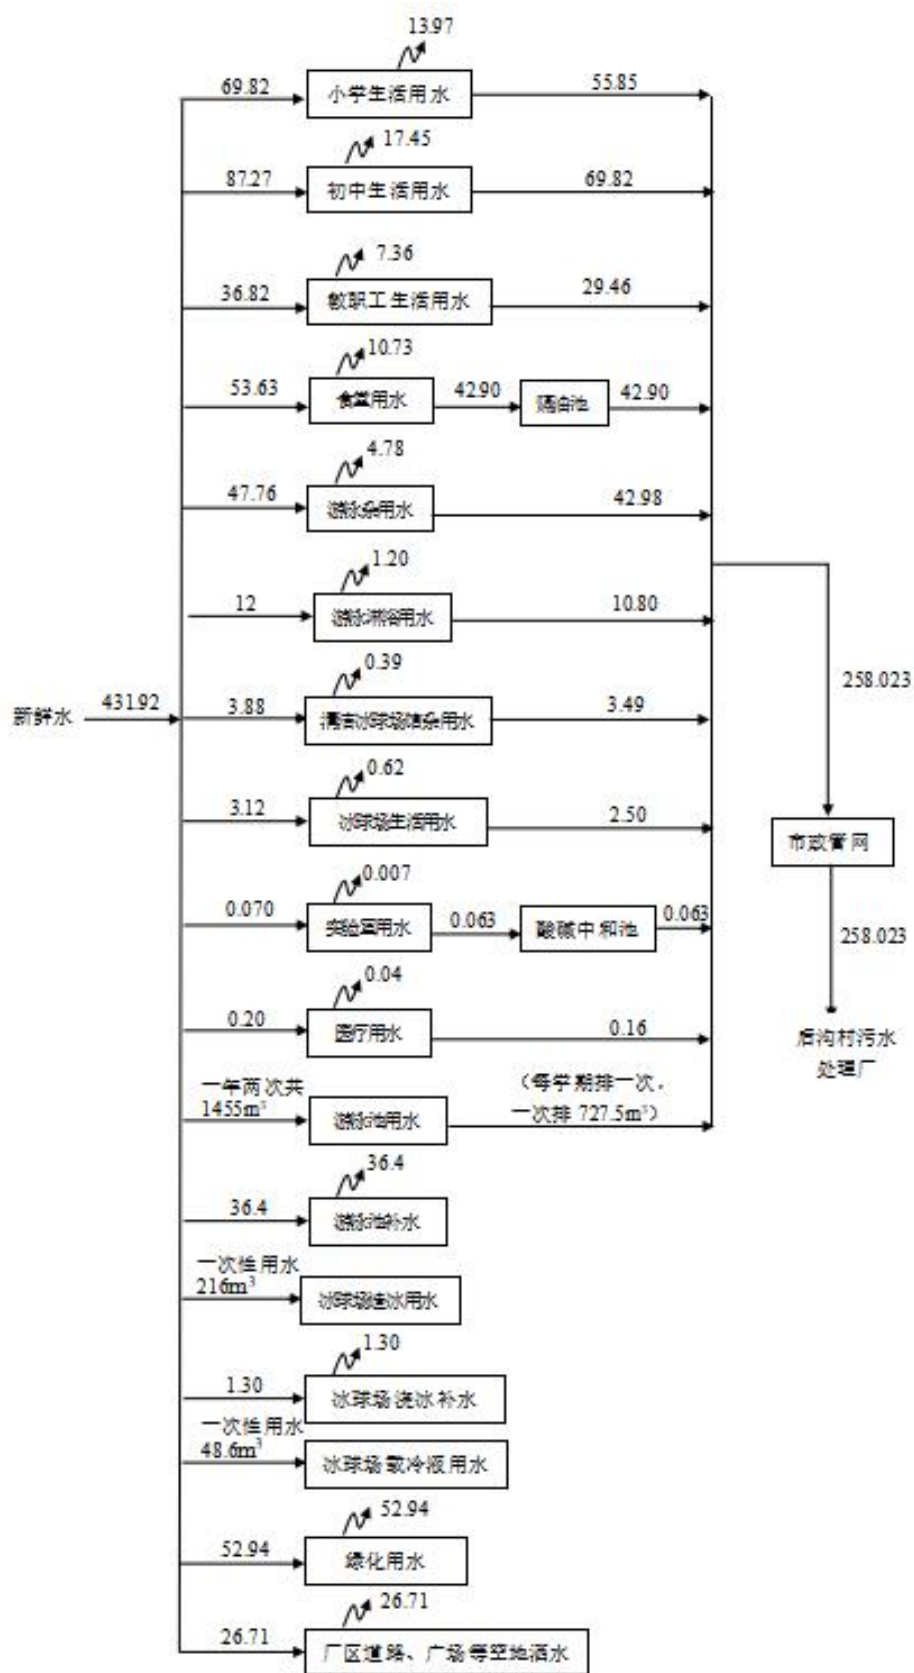 13.97
69.82
小学生活用水
55.85
17.45
87.27
初中生活用水
69.82
7.36
36.82
教职工生活用水
29.46
10.73
53.63
食堂用水
42.90
隔油池
42.90
4.78
47.76
游泳杂用水
42.98
1.20
12
游泳淋浴用水
10.80
0.39
新鲜水
431.92
3.88
清洁冰球场馆杂用水
3.49
258.023
0.62
3.12
冰球场生活用水
2.50
市政管网
0.007
0.070
实验室用水
0.063
酸碱中和池
0.063
258.023
0.04
0.20
医疗用水
0.16
后沟村污水
处理厂
一年两次共
1455m³
游泳池用水
（每学期排一次，
一次排 727.5m³）
36.4
36.4
游泳池补水
一次性用水
216m³
冰球场浇冰用水
1.30
1.30
冰球场浇冰补水
一次性用水
48.6m³
冰球场载冷液用水
52.94
52.94
绿化用水
26.71
26.71
厂区道路、广场等空地洒水